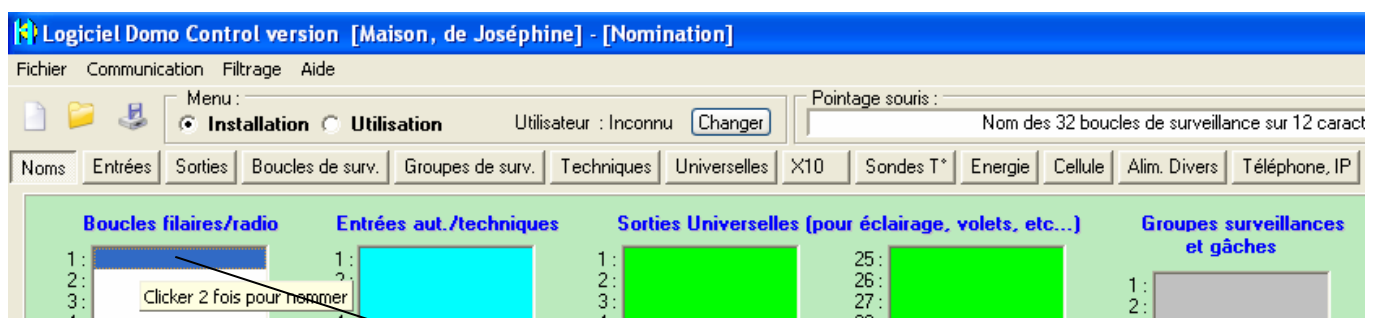 Logiciel Domo Control version [Maison, de Joséphine] - [Nomination]
Fichier Communication Filtrage Aide
Menu : Pointage souris :
Installation Utilisation Utilisateur : Inconnu Changer Nom des 32 boucles de surveillance sur 12 caract
Noms Entrées Sorties Boucles de surv. Groupes de surv. Techniques Universelles X10 Sondes T° Energie Cellule Alim. Divers Téléphone, IP
Boucles filaires/radio Entrées aut./techniques Sorties Universelles (pour éclairage, volets, etc...) Groupes surveillances
et gâches
1 : 1 : 1 : 25 :
2 : 2 : 2 : 26 : 1 :
3 : Clicker 2 fois pour nommer 3 : 27 : 2 :